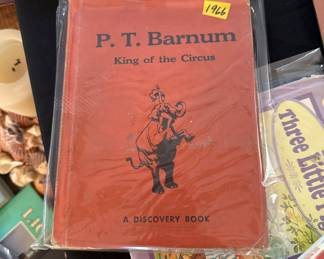 1966
P. T. Barnum
King of the Circus
A DISCOVERY BOOK
Three Little